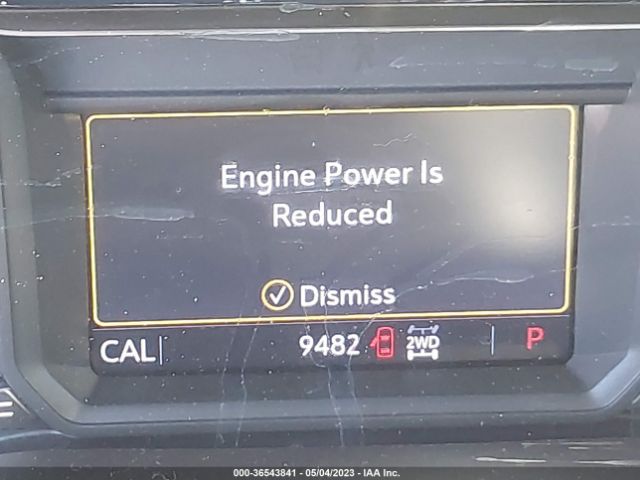 Engine Power Is
Reduced
Dismiss
CAL 9482 2WD P
000-36543841 / 05/04/2023 - IAA Inc.